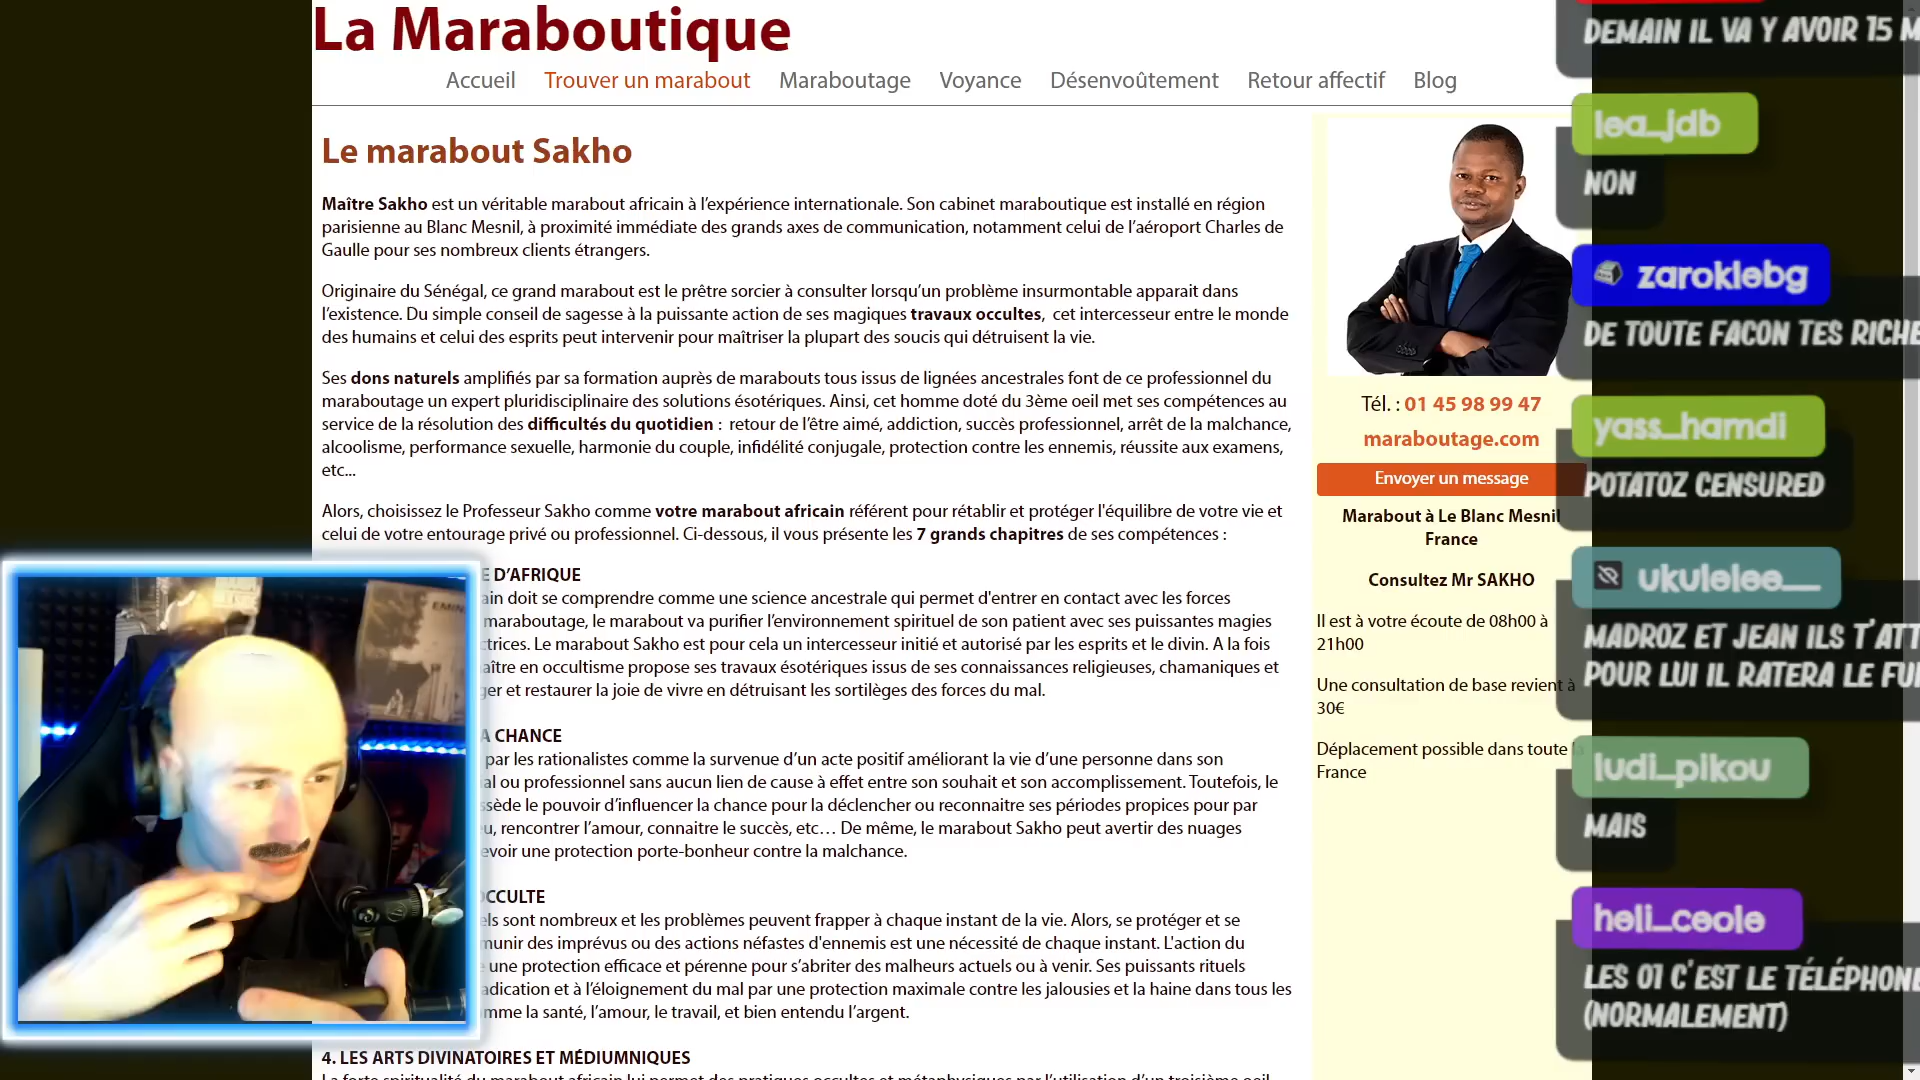 La Maraboutique
Accueil Trouver un marabout Maraboutage Voyance Désenvoûtement Retour affectif Blog
Le marabout Sakho
Maître Sakho est un véritable marabout africain à l’expérience internationale. Son cabinet maraboutique est installé en région
parisienne au Blanc Mesnil, à proximité immédiate des grands axes de communication, notamment celui de l’aéroport Charles de
Gaulle pour ses nombreux clients étrangers.
Originaire du Sénégal, ce grand marabout est le prêtre sorcier à consulter lorsqu’un problème insurmontable apparait dans
l’existence. Du simple conseil de sagesse à la puissante action de ses magiques travaux occultes, cet intercesseur entre le monde
des humains et celui des esprits peut intervenir pour maîtriser la plupart des soucis qui détruisent la vie.
Ses dons naturels amplifiés par sa formation auprès de marabouts tous issus de lignées ancestrales font de ce professionnel du
maraboutage un expert pluridisciplinaire des solutions ésotériques. Ainsi, cet homme doté du 3ème oeil met ses compétences au
service de la résolution des difficultés du quotidien : retour de l’être aimé, addiction, succès professionnel, arrêt de la malchance,
alcoolisme, performance sexuelle, harmonie du couple, infidélité conjugale, protection contre les ennemis, réussite aux examens,
etc...
Alors, choisissez le Professeur Sakho comme votre marabout africain référent pour rétablir et protéger l'équilibre de votre vie et
celui de votre entourage privé ou professionnel. Ci-dessous, il vous présente les 7 grands chapitres de ses compétences :
D’AFRIQUE
doit se comprendre comme une science ancestrale qui permet d'entrer en contact avec les forces
maraboutage, le marabout va purifier l’environnement spirituel de son patient avec ses puissantes magies
Le marabout Sakho est pour cela un intercesseur initié et autorisé par les esprits et le divin. A la fois
en occultisme propose ses travaux ésotériques issus de ses connaissances religieuses, chamaniques et
et restaurer la joie de vivre en détruisant les sortilèges des forces du mal.
CHANCE
par les rationalistes comme la survenue d’un acte positif améliorant la vie d’une personne dans son
ou professionnel sans aucun lien de cause à effet entre son souhait et son accomplissement. Toutefois, le
le pouvoir d’influencer la chance pour la déclencher ou reconnaitre ses périodes propices pour par
rencontrer l’amour, connaitre le succès, etc… De même, le marabout Sakho peut avertir des nuages
une protection porte-bonheur contre la malchance.
OCCULTE
sont nombreux et les problèmes peuvent frapper à chaque instant de la vie. Alors, se protéger et se
munir des imprévus ou des actions néfastes d'ennemis est une nécessité de chaque instant. L'action du
une protection efficace et pérenne pour s’abriter des malheurs actuels ou à venir. Ses puissants rituels
et à l’éloignement du mal par une protection maximale contre les jalousies et la haine dans tous les
la santé, l’amour, le travail, et bien entendu l’argent.
4. LES ARTS DIVINATOIRES ET MÉDIUMNIQUES
La forte spiritualité du marabout africain lui permet des pratiques occultes et métaphysiques par l’utilisation d’un troisième oeil
Tél. : 01 45 98 99 47
maraboutage.com
Envoyer un message
Marabout à Le Blanc Mesnil
France
Consultez Mr SAKHO
Il est à votre écoute de 08h00 à
21h00
Une consultation de base revient à
30€
Déplacement possible dans toute la
France
DEMAIN IL VA Y AVOIR 15
lea_jdb
NON
zaroklebg
DE TOUTE FACON TES
yass_hamdi
POTATOZ CENSURED
ukulelee__
MADROZ ET JEAN ILS
POUR LUI IL RATERA LE
ludi_pikou
MAIS
heli_ceole
LES 01 C'EST LE TÉLÉPHONE
(NORMALEMENT)